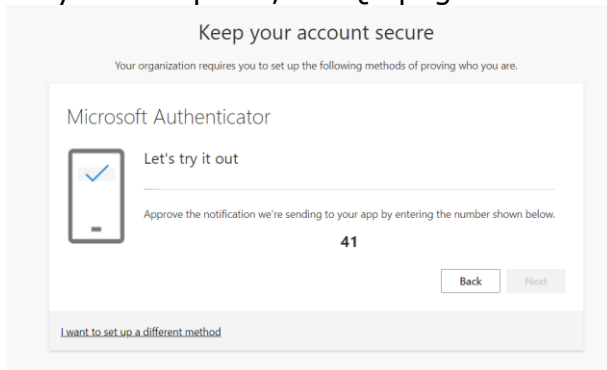 Keep your account secure
Your organization requires you to set up the following methods of proving who you are.
Microsoft Authenticator
Let's try it out
Approve the notification we're sending to your app by entering the number shown below.
41
Back
Next
I want to set up a different method